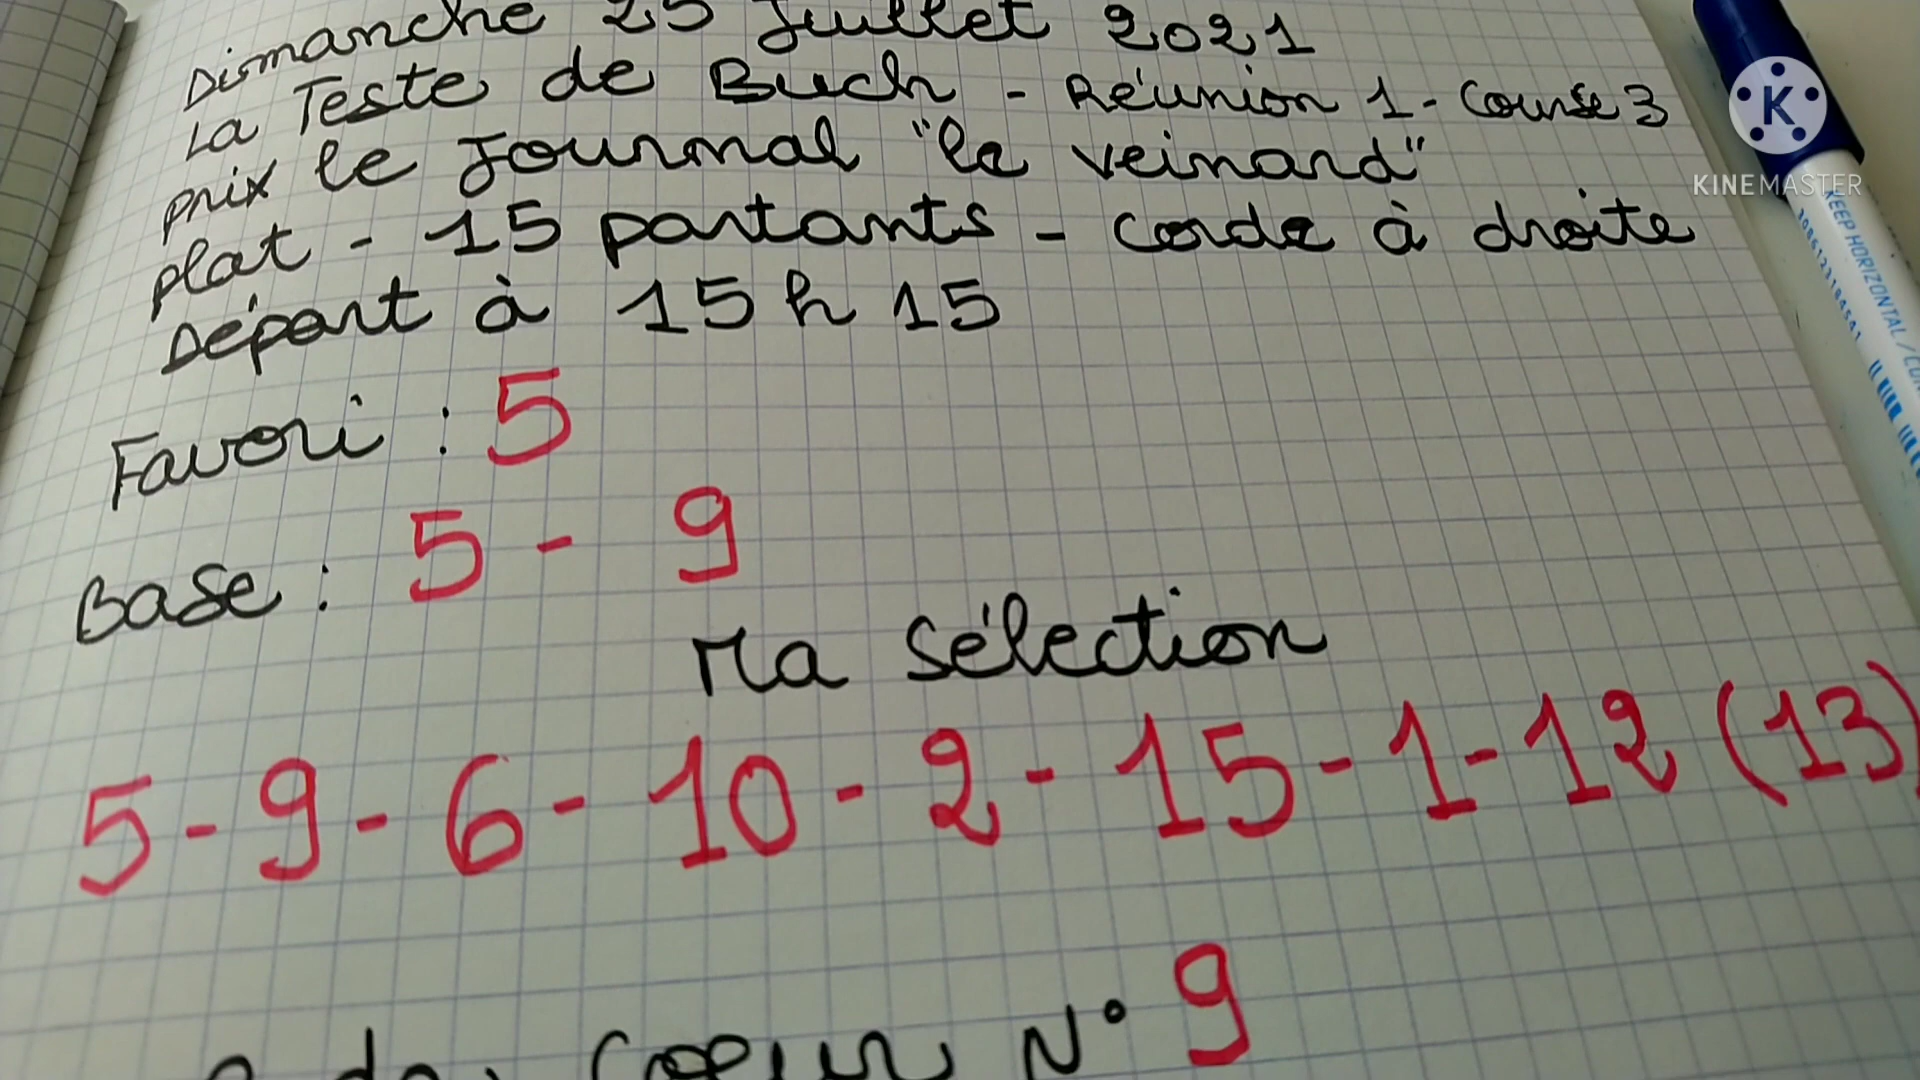 Dimanche 25 Juillet 2021
La Teste de Buch - Réunion 1 - Course 3
prix le Journal "le veinard"
plat - 15 partants - corde à droite
Départ à 15 h 15
Favori : 5
Base : 5 - 9
Ma sélection
5 - 9 - 6 - 10 - 2 - 15 - 1 - 12 (13)
coeur N° 9
K
KINEMASTER
KEEP HORIZONTAL /